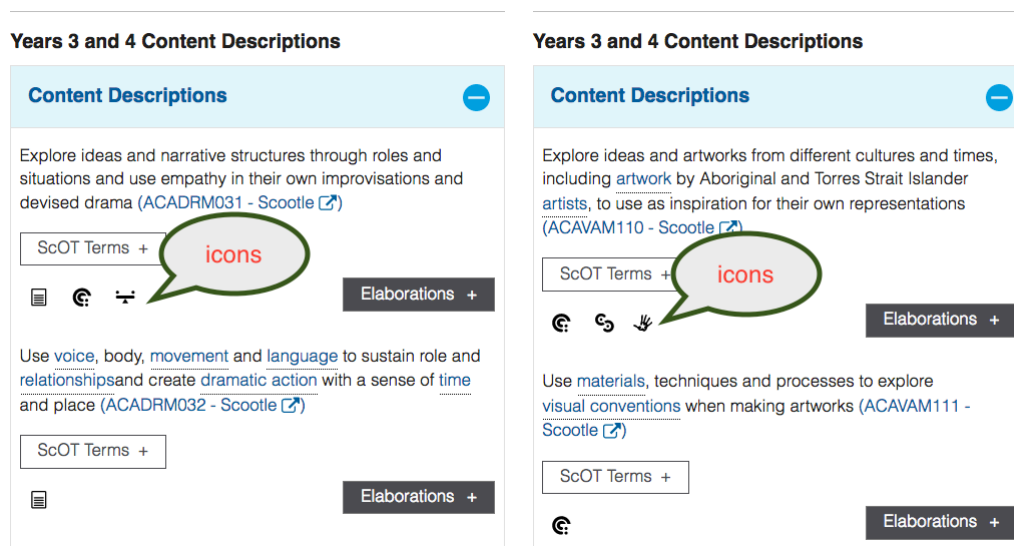 Years 3 and 4 Content Descriptions
Content Descriptions
Explore ideas and narrative structures through roles and
situations and use empathy in their own improvisations and
devised drama (ACADRM031 - Scootle)
ScOT Terms +
icons
Elaborations +
Use voice, body, movement and language to sustain role and
relationshipsand create dramatic action with a sense of time
and place (ACADRM032 - Scootle)
ScOT Terms +
Elaborations +
Years 3 and 4 Content Descriptions
Content Descriptions
Explore ideas and artworks from different cultures and times,
including artwork by Aboriginal and Torres Strait Islander
artists, to use as inspiration for their own representations
(ACAVAM110 - Scootle)
ScOT Terms +
icons
Elaborations +
Use materials, techniques and processes to explore
visual conventions when making artworks (ACAVAM111 -
Scootle)
ScOT Terms +
Elaborations +